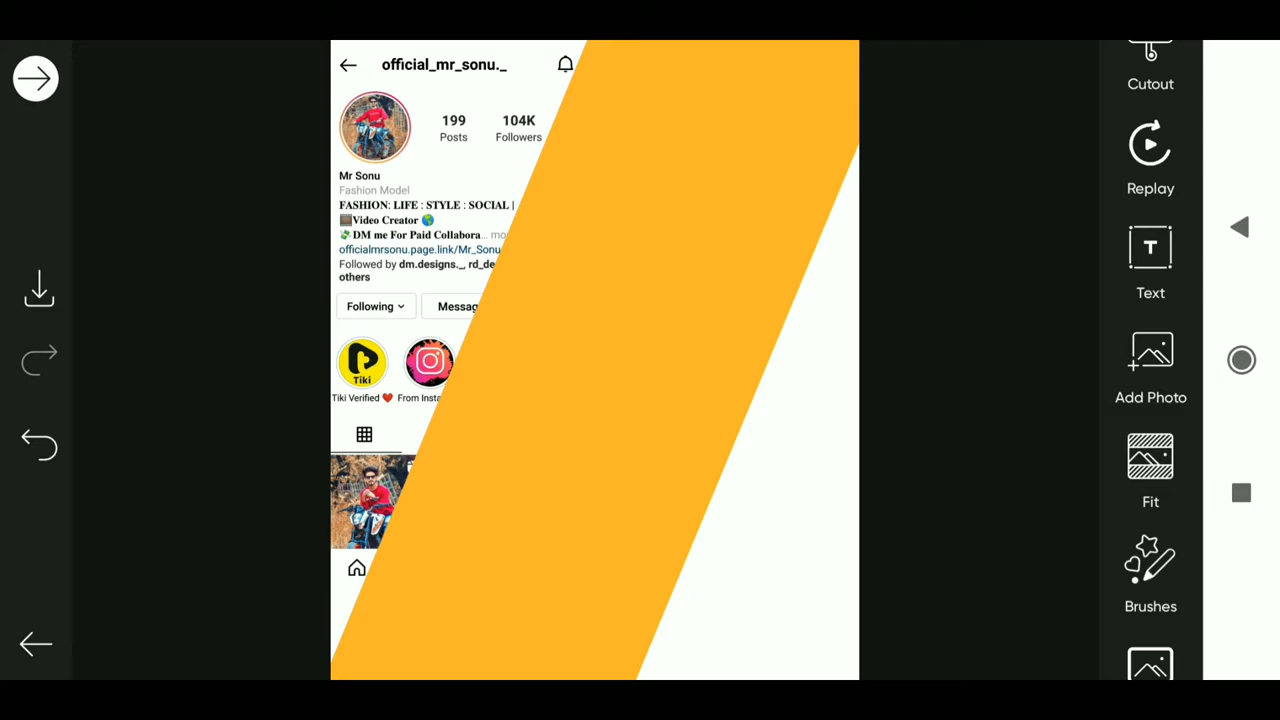 official_mr_sonu._
199
104K
Posts
Followers
Mr Sonu
Fashion Model
FASHION: LIFE : STYLE : SOCIAL |
Video Creator
DM me For Paid Collabora... mo
officialmrsonu.page.link/Mr_Sonu
Followed by dm.designs._, rd_de
others
Following
Messag
Tiki
Tiki Verified ❤️
From Insta
Cutout
Replay
T
Text
Add Photo
Fit
Brushes